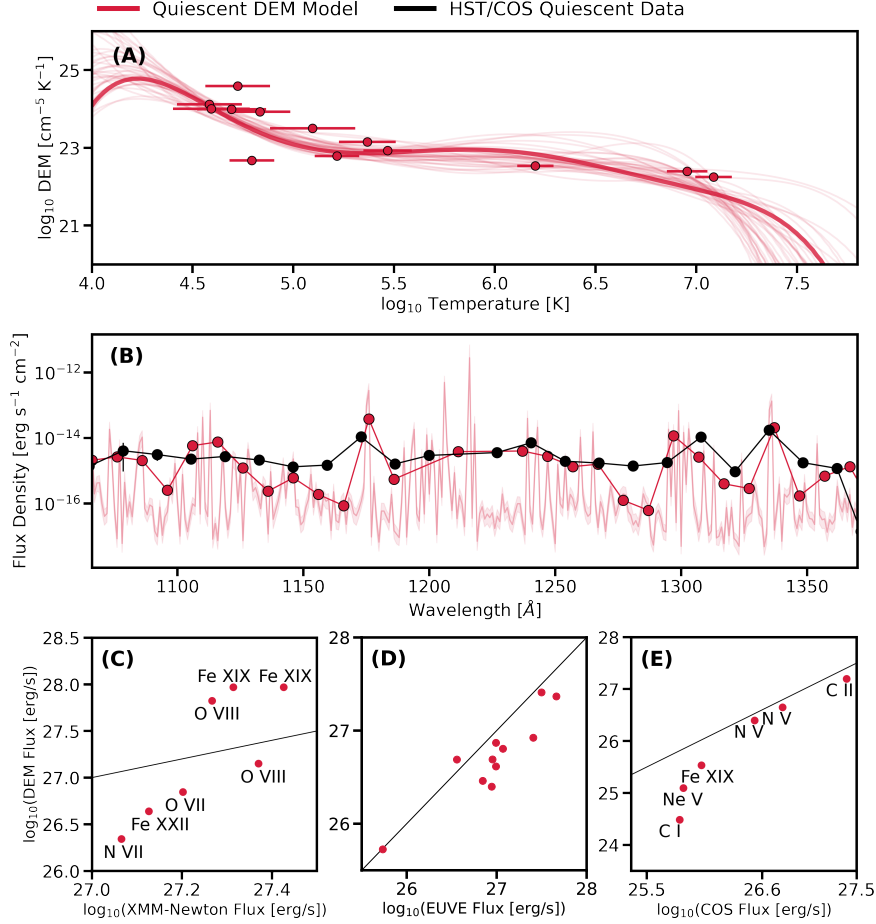 Quiescent DEM Model HST/COS Quiescent Data
(A)
log₁₀ DEM [cm⁻⁵ K⁻¹]
25
23
21
4.0 4.5 5.0 5.5 6.0 6.5 7.0 7.5
log₁₀ Temperature [K]
(B)
Flux Density [erg s⁻¹ cm⁻²]
10⁻¹²
10⁻¹⁴
10⁻¹⁶
1100 1150 1200 1250 1300 1350
Wavelength [Å]
(C)
log₁₀(DEM Flux [erg/s])
28.5
28.0
27.5
27.0
26.5
26.0
Fe XIX Fe XIX
O VIII
O VIII
O VII
Fe XXII
N VII
27.0 27.2 27.4
log₁₀(XMM-Newton Flux [erg/s])
(D)
28
27
26
26 27 28
log₁₀(EUVE Flux [erg/s])
(E)
28
27
26
25
24
C II
N V N V
Fe XIX
Ne V
C I
25.5 26.6 27.5
log₁₀(COS Flux [erg/s])